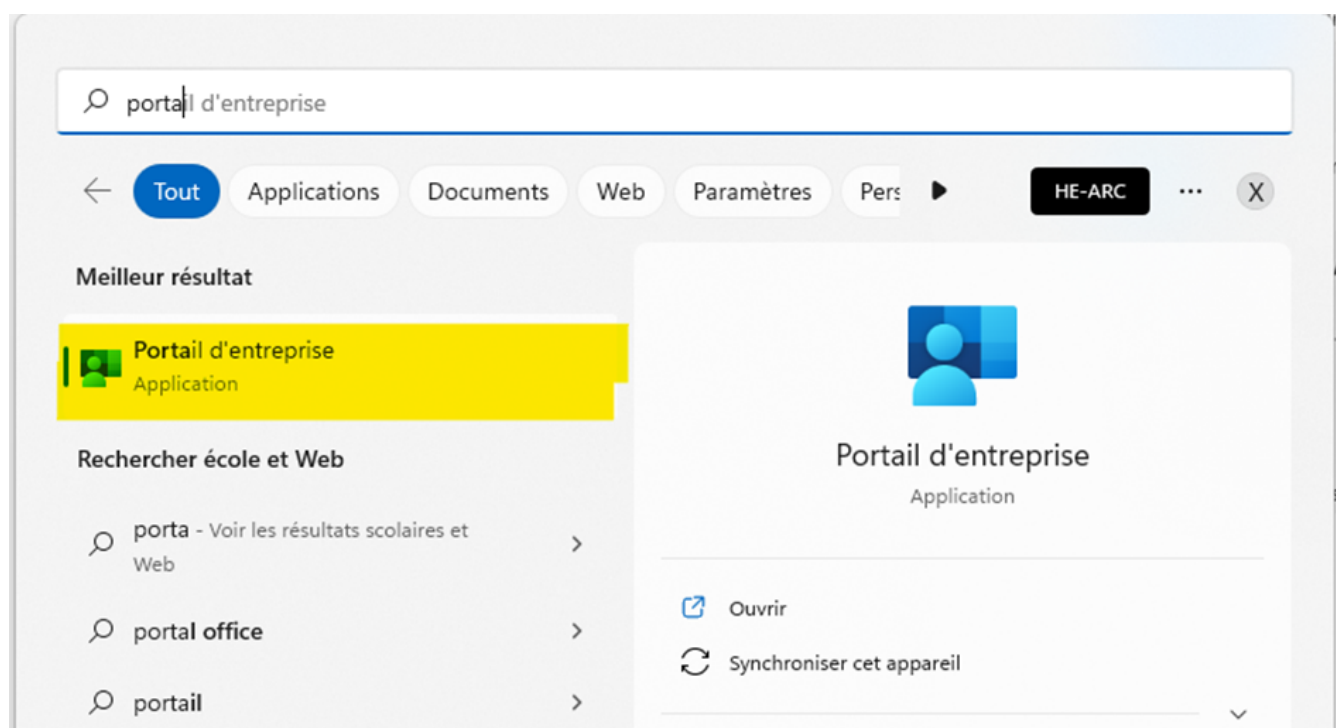 portail d'entreprise
Tout Applications Documents Web Paramètres Pers HE-ARC ... X
Meilleur résultat
Portail d'entreprise
Application
Rechercher école et Web
porta - Voir les résultats scolaires et
Web
portal office
portail
Portail d'entreprise
Application
Ouvrir
Synchroniser cet appareil